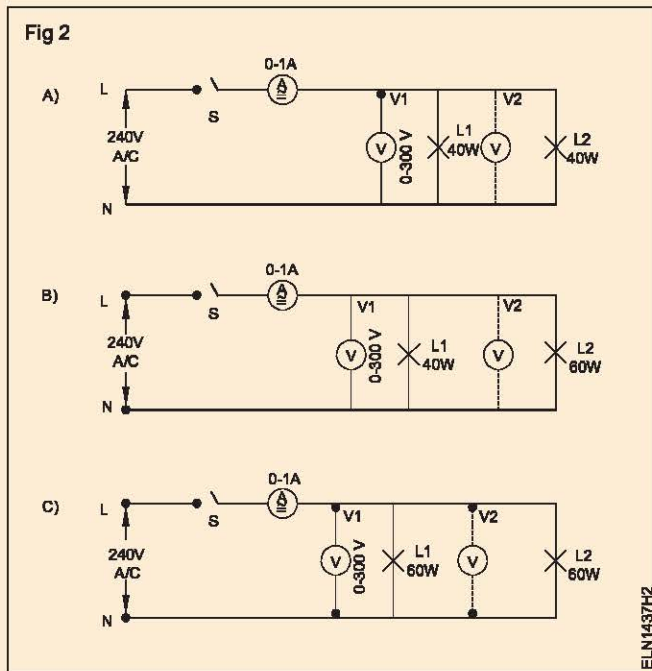 Fig 2
A)
0-1A
L
A
S
240V
A/C
N
V1
V
0-300 V
L1
40W
V2
V
L2
40W
B)
0-1A
L
A
S
240V
A/C
N
V1
V
0-300 V
L1
40W
V2
V
L2
60W
C)
0-1A
L
A
S
240V
A/C
N
V1
V
0-300 V
L1
60W
V2
V
L2
60W
ELN1437H2